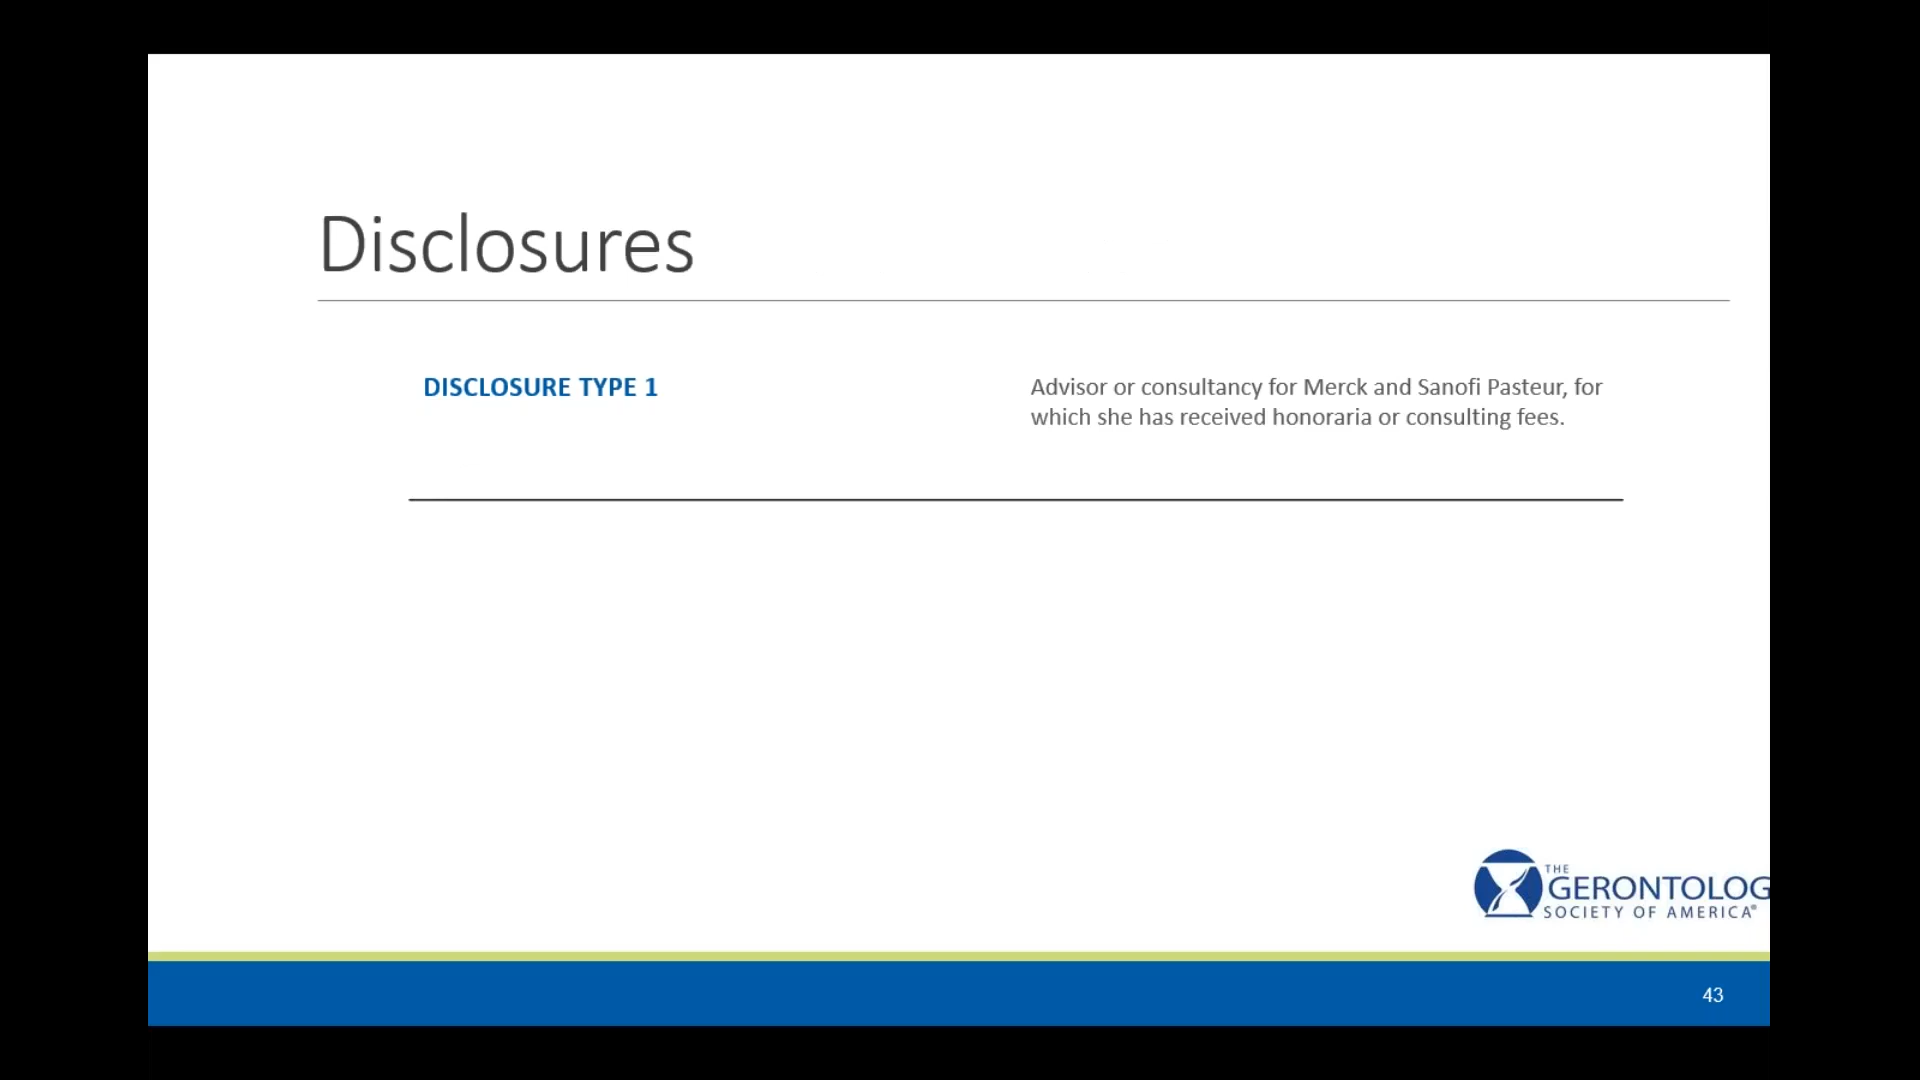 Disclosures
DISCLOSURE TYPE 1
Advisor or consultancy for Merck and Sanofi Pasteur, for
which she has received honoraria or consulting fees.
THE
GERONTOLOG
SOCIETY OF AMERICA®
43